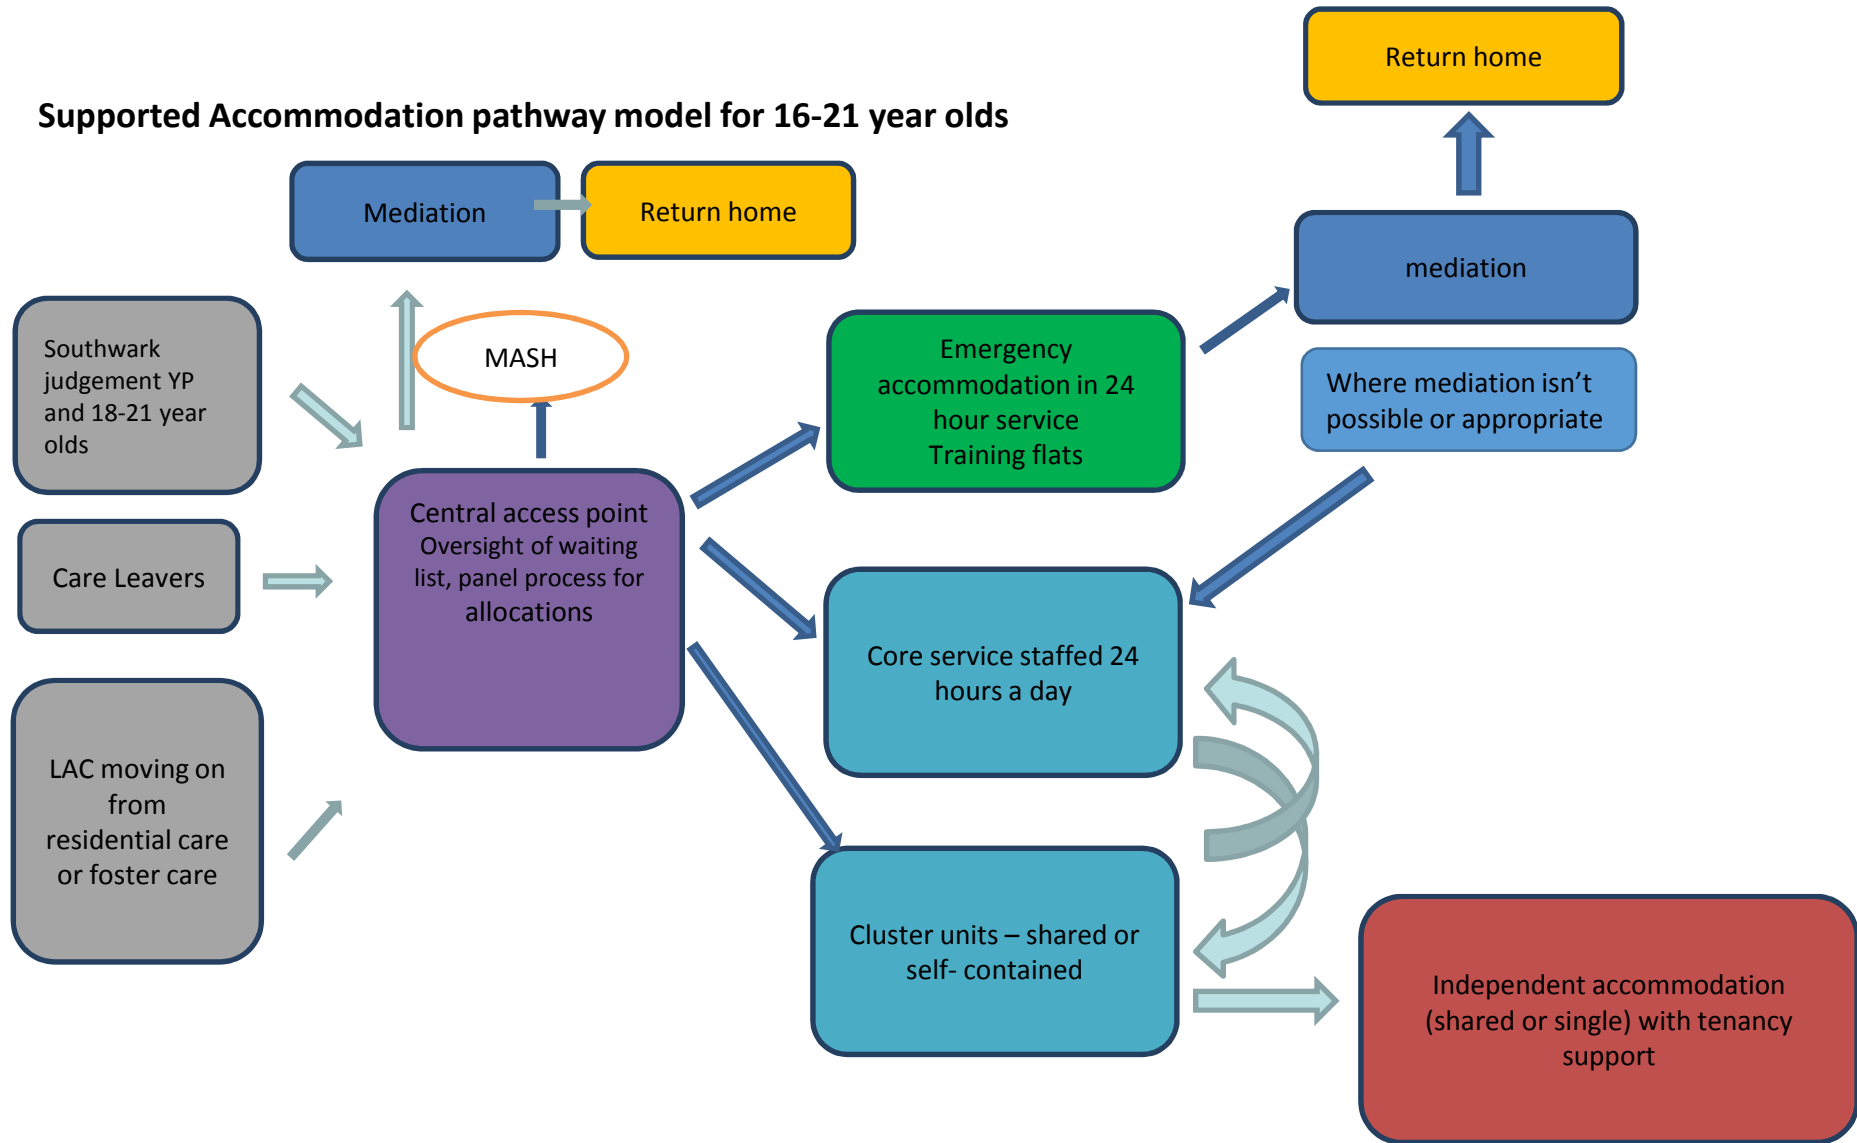 Return home
Supported Accommodation pathway model for 16-21 year olds
Mediation
Return home
mediation
Southwark
judgement YP
and 18-21 year
olds
MASH
Emergency
accommodation in 24
hour service
Training flats
Where mediation isn’t
possible or appropriate
Care Leavers
Central access point
Oversight of waiting
list, panel process for
allocations
Core service staffed 24
hours a day
LAC moving on
from
residential care
or foster care
Cluster units – shared or
self- contained
Independent accommodation
(shared or single) with tenancy
support